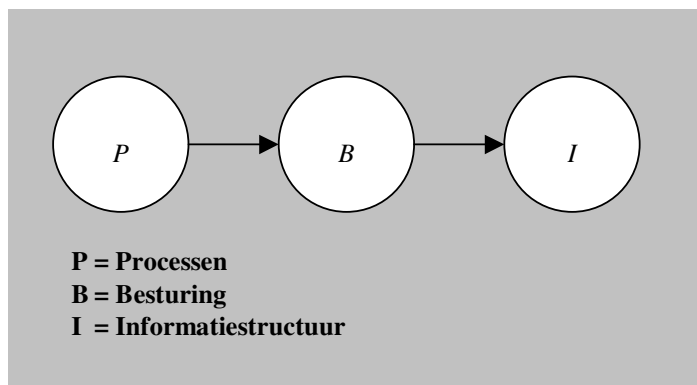 P B I
P = Processen
B = Besturing
I = Informatiestructuur